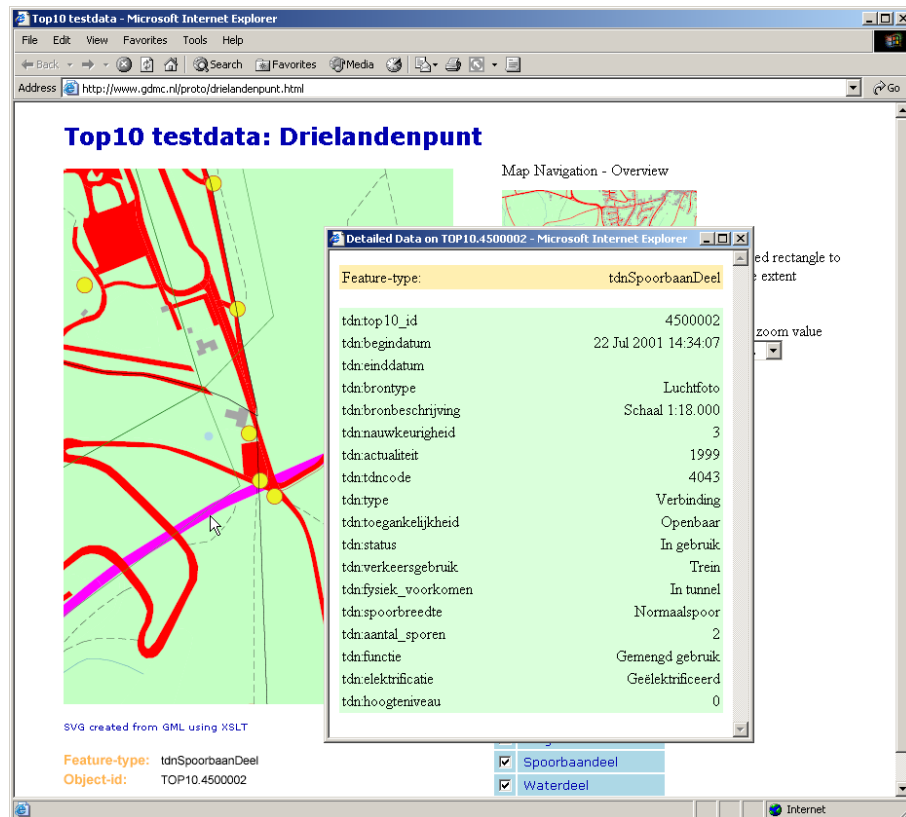 Top10 testdata - Microsoft Internet Explorer
File Edit View Favorites Tools Help
Back Search Favorites Media
Address http://www.gdmc.nl/proto/drielandenpunt.html Go
Top10 testdata: Drielandenpunt
Map Navigation - Overview
ed rectangle to
extent
zoom value
Detailed Data on TOP10.4500002 - Microsoft Internet Explorer
Feature-type: tdnSpoorbaanDeel
tdn:top10_id 4500002
tdn:begindatum 22 Jul 2001 14:34:07
tdn:einddatum
tdn:brontype Luchtfoto
tdn:bronbeschrijving Schaal 1:18.000
tdn:nauwkeurigheid 3
tdn:actualiteit 1999
tdn:tdncode 4043
tdn:type Verbinding
tdn:toegankelijkheid Openbaar
tdn:status In gebruik
tdn:verkeersgebruik Trein
tdn:fysiek_voorkomen In tunnel
tdn:spoorbreedte Normaalspoor
tdn:aantal_sporen 2
tdn:functie Gemengd gebruik
tdn:elektrificatie Geëlektrificeerd
tdn:hoogteniveau 0
SVG created from GML using XSLT
Feature-type: tdnSpoorbaanDeel
Object-id: TOP10.4500002
Spoorbaandeel
Waterdeel
Internet